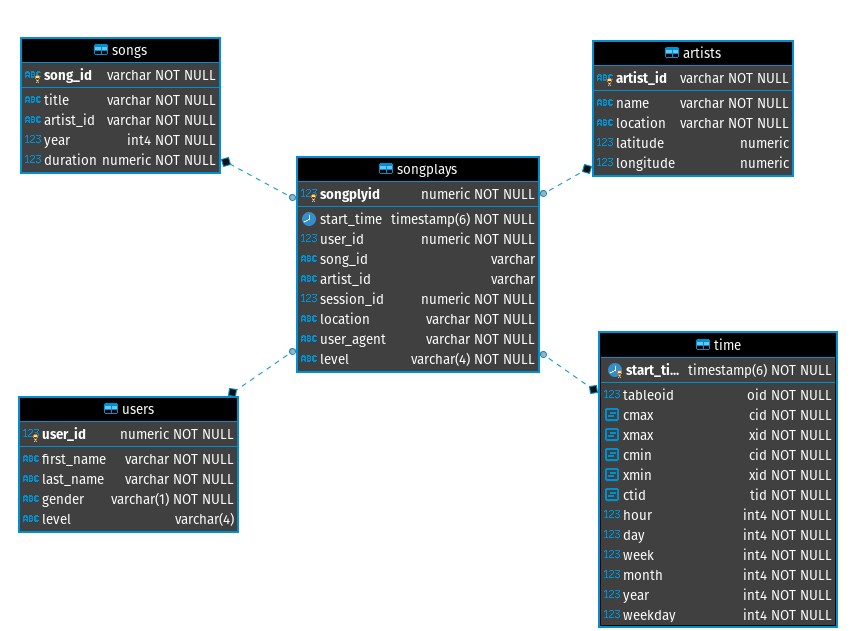 songs
song_id varchar NOT NULL
title varchar NOT NULL
artist_id varchar NOT NULL
year int4 NOT NULL
duration numeric NOT NULL
artists
artist_id varchar NOT NULL
name varchar NOT NULL
location varchar NOT NULL
latitude numeric
longitude numeric
songplays
songplyid numeric NOT NULL
start_time timestamp(6) NOT NULL
user_id numeric NOT NULL
song_id varchar
artist_id varchar
session_id numeric NOT NULL
location varchar NOT NULL
user_agent varchar NOT NULL
level varchar(4) NOT NULL
users
user_id numeric NOT NULL
first_name varchar NOT NULL
last_name varchar NOT NULL
gender varchar(1) NOT NULL
level varchar(4)
time
start_ti... timestamp(6) NOT NULL
tableoid oid NOT NULL
cmax cid NOT NULL
xmax xid NOT NULL
cmin cid NOT NULL
xmin xid NOT NULL
ctid tid NOT NULL
hour int4 NOT NULL
day int4 NOT NULL
week int4 NOT NULL
month int4 NOT NULL
year int4 NOT NULL
weekday int4 NOT NULL